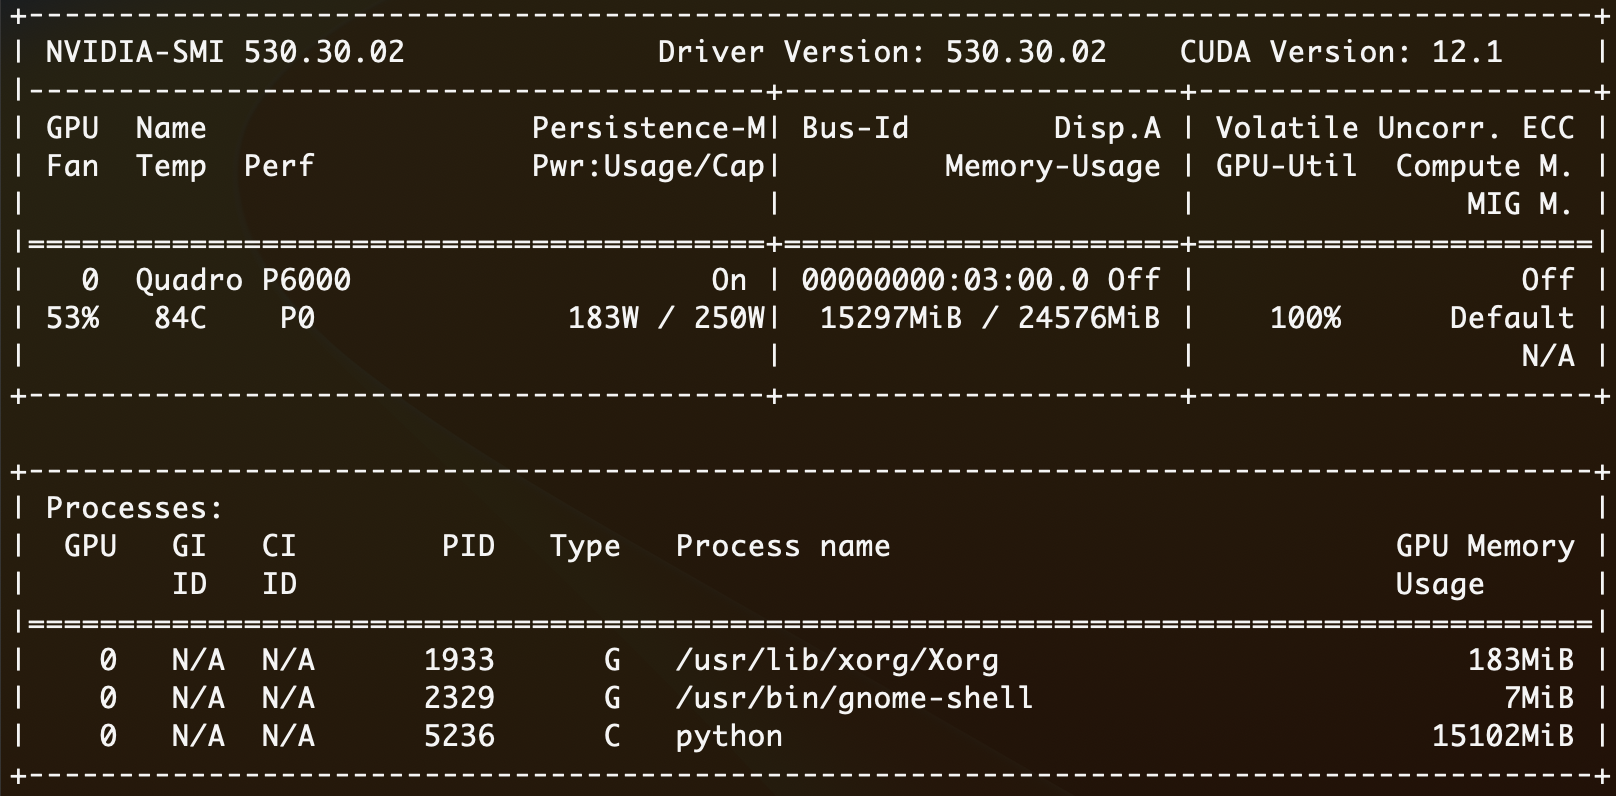 +---------------------------------------------------------------------------------------+
| NVIDIA-SMI 530.30.02              Driver Version: 530.30.02    CUDA Version: 12.1     |
|-----------------------------------------+----------------------+----------------------+
| GPU  Name                  Persistence-M| Bus-Id        Disp.A | Volatile Uncorr. ECC |
| Fan  Temp  Perf            Pwr:Usage/Cap|         Memory-Usage | GPU-Util  Compute M. |
|                                         |                      |               MIG M. |
|=========================================+======================+======================|
|   0  Quadro P6000                    On | 00000000:03:00.0 Off |                  Off |
| 53%   84C    P0              183W / 250W|  15297MiB / 24576MiB |    100%      Default |
|                                         |                      |                  N/A |
+-----------------------------------------+----------------------+----------------------+

+---------------------------------------------------------------------------------------+
| Processes:                                                                            |
|  GPU   GI   CI        PID   Type   Process name                            GPU Memory |
|        ID   ID                                                             Usage      |
|=======================================================================================|
|    0   N/A  N/A      1933      G   /usr/lib/xorg/Xorg                          183MiB |
|    0   N/A  N/A      2329      G   /usr/bin/gnome-shell                          7MiB |
|    0   N/A  N/A      5236      C   python                                    15102MiB |
+---------------------------------------------------------------------------------------+